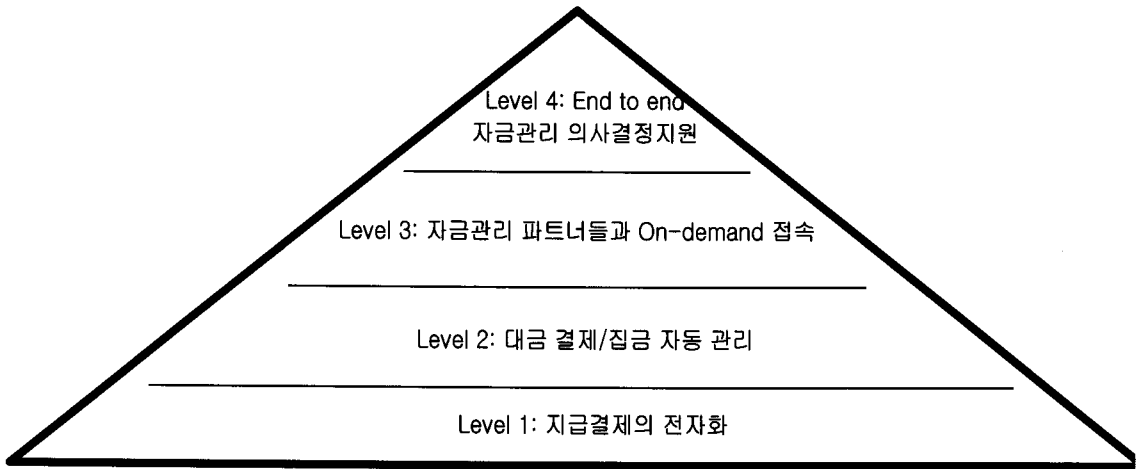 Level 4: End to end
자금관리 의사결정지원
Level 3: 자금관리 파트너들과 On-demand 접속
Level 2: 대금 결제/집금 자동 관리
Level 1: 지급결제의 전자화